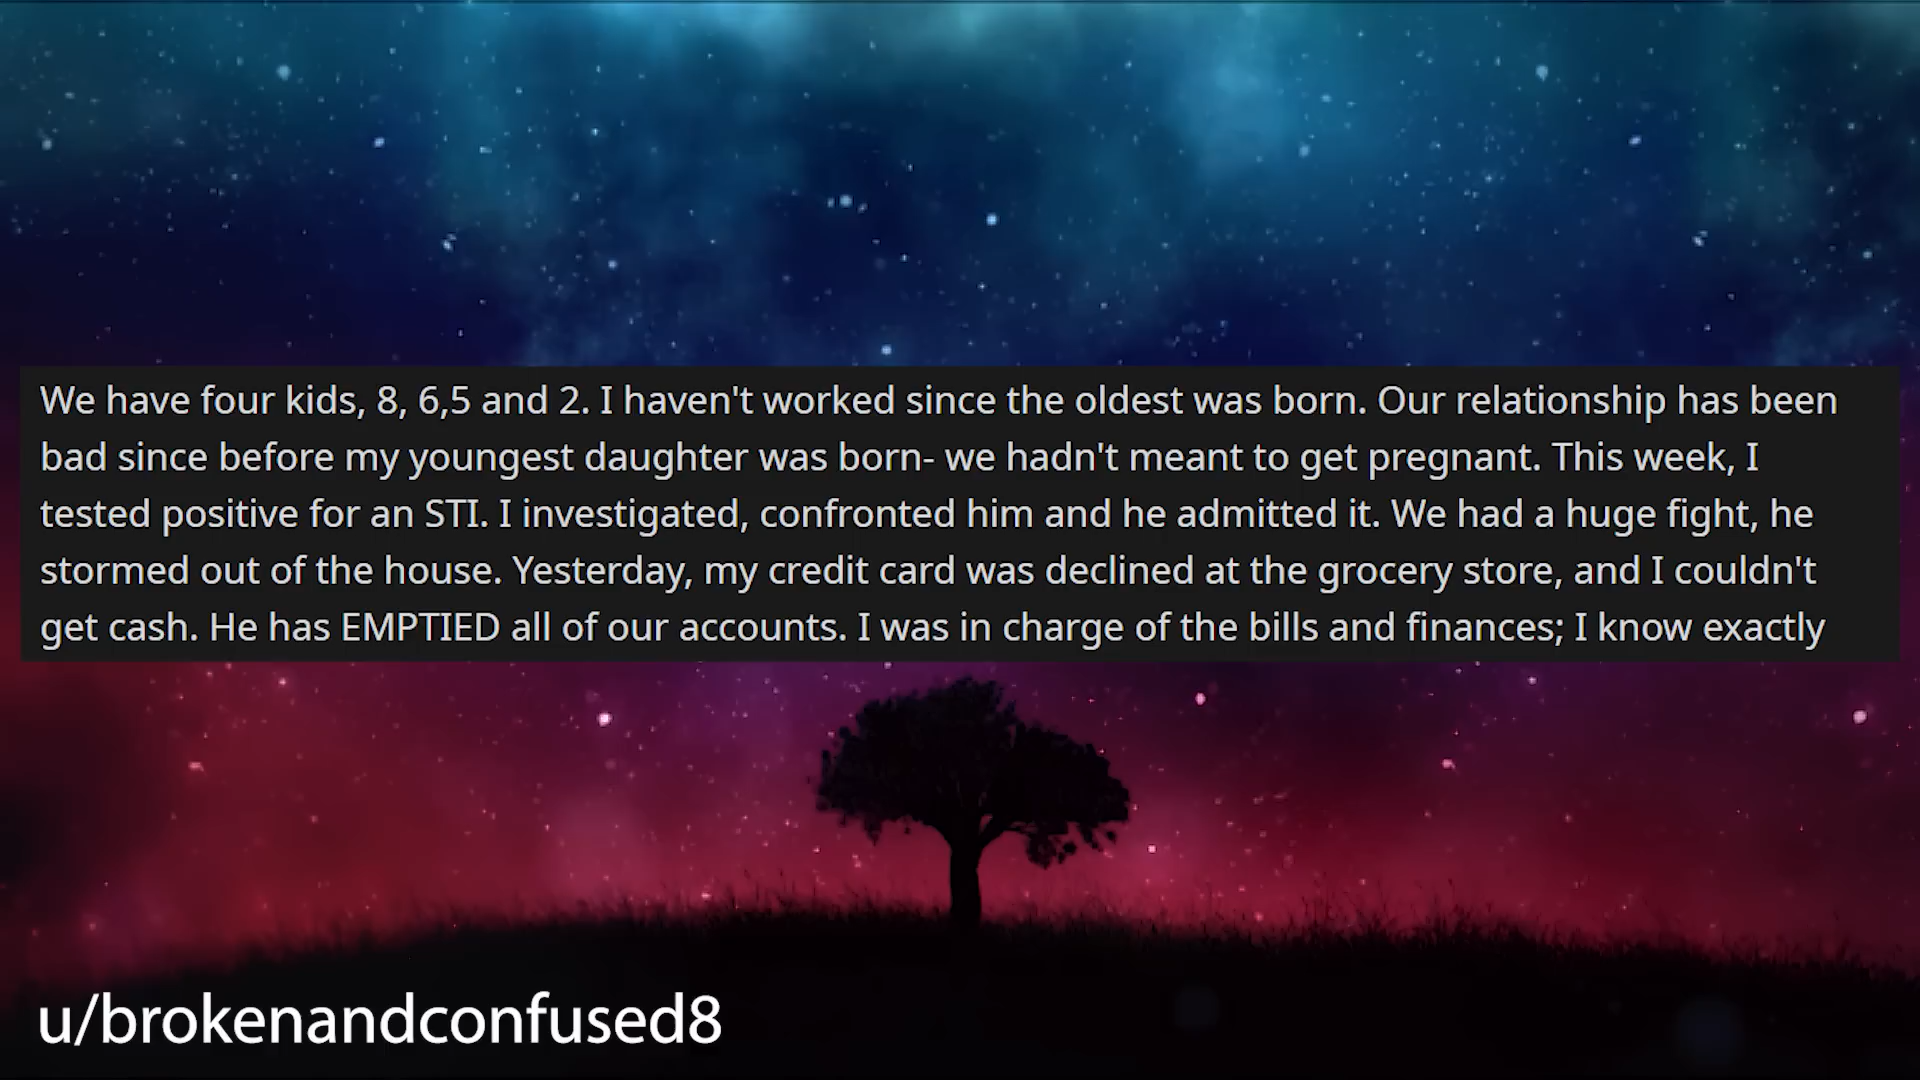 We have four kids, 8, 6,5 and 2. I haven't worked since the oldest was born. Our relationship has been
bad since before my youngest daughter was born- we hadn't meant to get pregnant. This week, I
tested positive for an STI. I investigated, confronted him and he admitted it. We had a huge fight, he
stormed out of the house. Yesterday, my credit card was declined at the grocery store, and I couldn't
get cash. He has EMPTIED all of our accounts. I was in charge of the bills and finances; I know exactly
u/brokenandconfused8